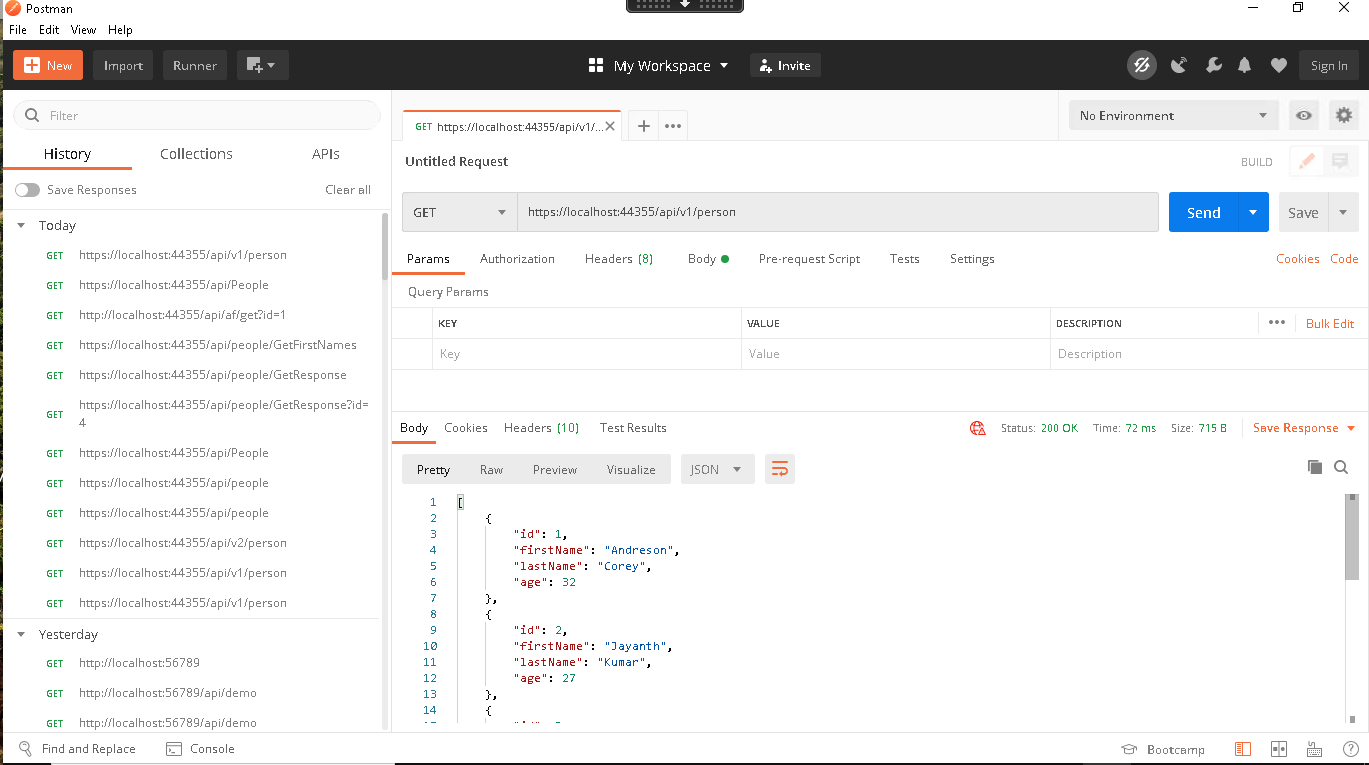 Postman
File Edit View Help
New Import Runner My Workspace Invite Sign In
Filter
History Collections APIs
Save Responses Clear all
Today
GET https://localhost:44355/api/v1/person
GET https://localhost:44355/api/People
GET http://localhost:44355/api/af/get?id=1
GET https://localhost:44355/api/people/GetFirstNames
GET https://localhost:44355/api/people/GetResponse
GET https://localhost:44355/api/people/GetResponse?id=
4
GET https://localhost:44355/api/People
GET https://localhost:44355/api/people
GET https://localhost:44355/api/people
GET https://localhost:44355/api/v2/person
GET https://localhost:44355/api/v1/person
GET https://localhost:44355/api/v1/person
Yesterday
GET http://localhost:56789
GET http://localhost:56789/api/demo
GET http://localhost:56789/api/demo
GET https://localhost:44355/api/v1/... No Environment
Untitled Request BUILD
GET https://localhost:44355/api/v1/person Send Save
Params Authorization Headers (8) Body Pre-request Script Tests Settings Cookies Code
Query Params
KEY VALUE DESCRIPTION Bulk Edit
Key Value Description
Body Cookies Headers (10) Test Results Status: 200 OK Time: 72 ms Size: 715 B Save Response
Pretty Raw Preview Visualize JSON
1 [
2 {
3 "id": 1,
4 "firstName": "Andreson",
5 "lastName": "Corey",
6 "age": 32
7 },
8 {
9 "id": 2,
10 "firstName": "Jayanth",
11 "lastName": "Kumar",
12 "age": 27
13 },
14 {
Find and Replace Console Bootcamp